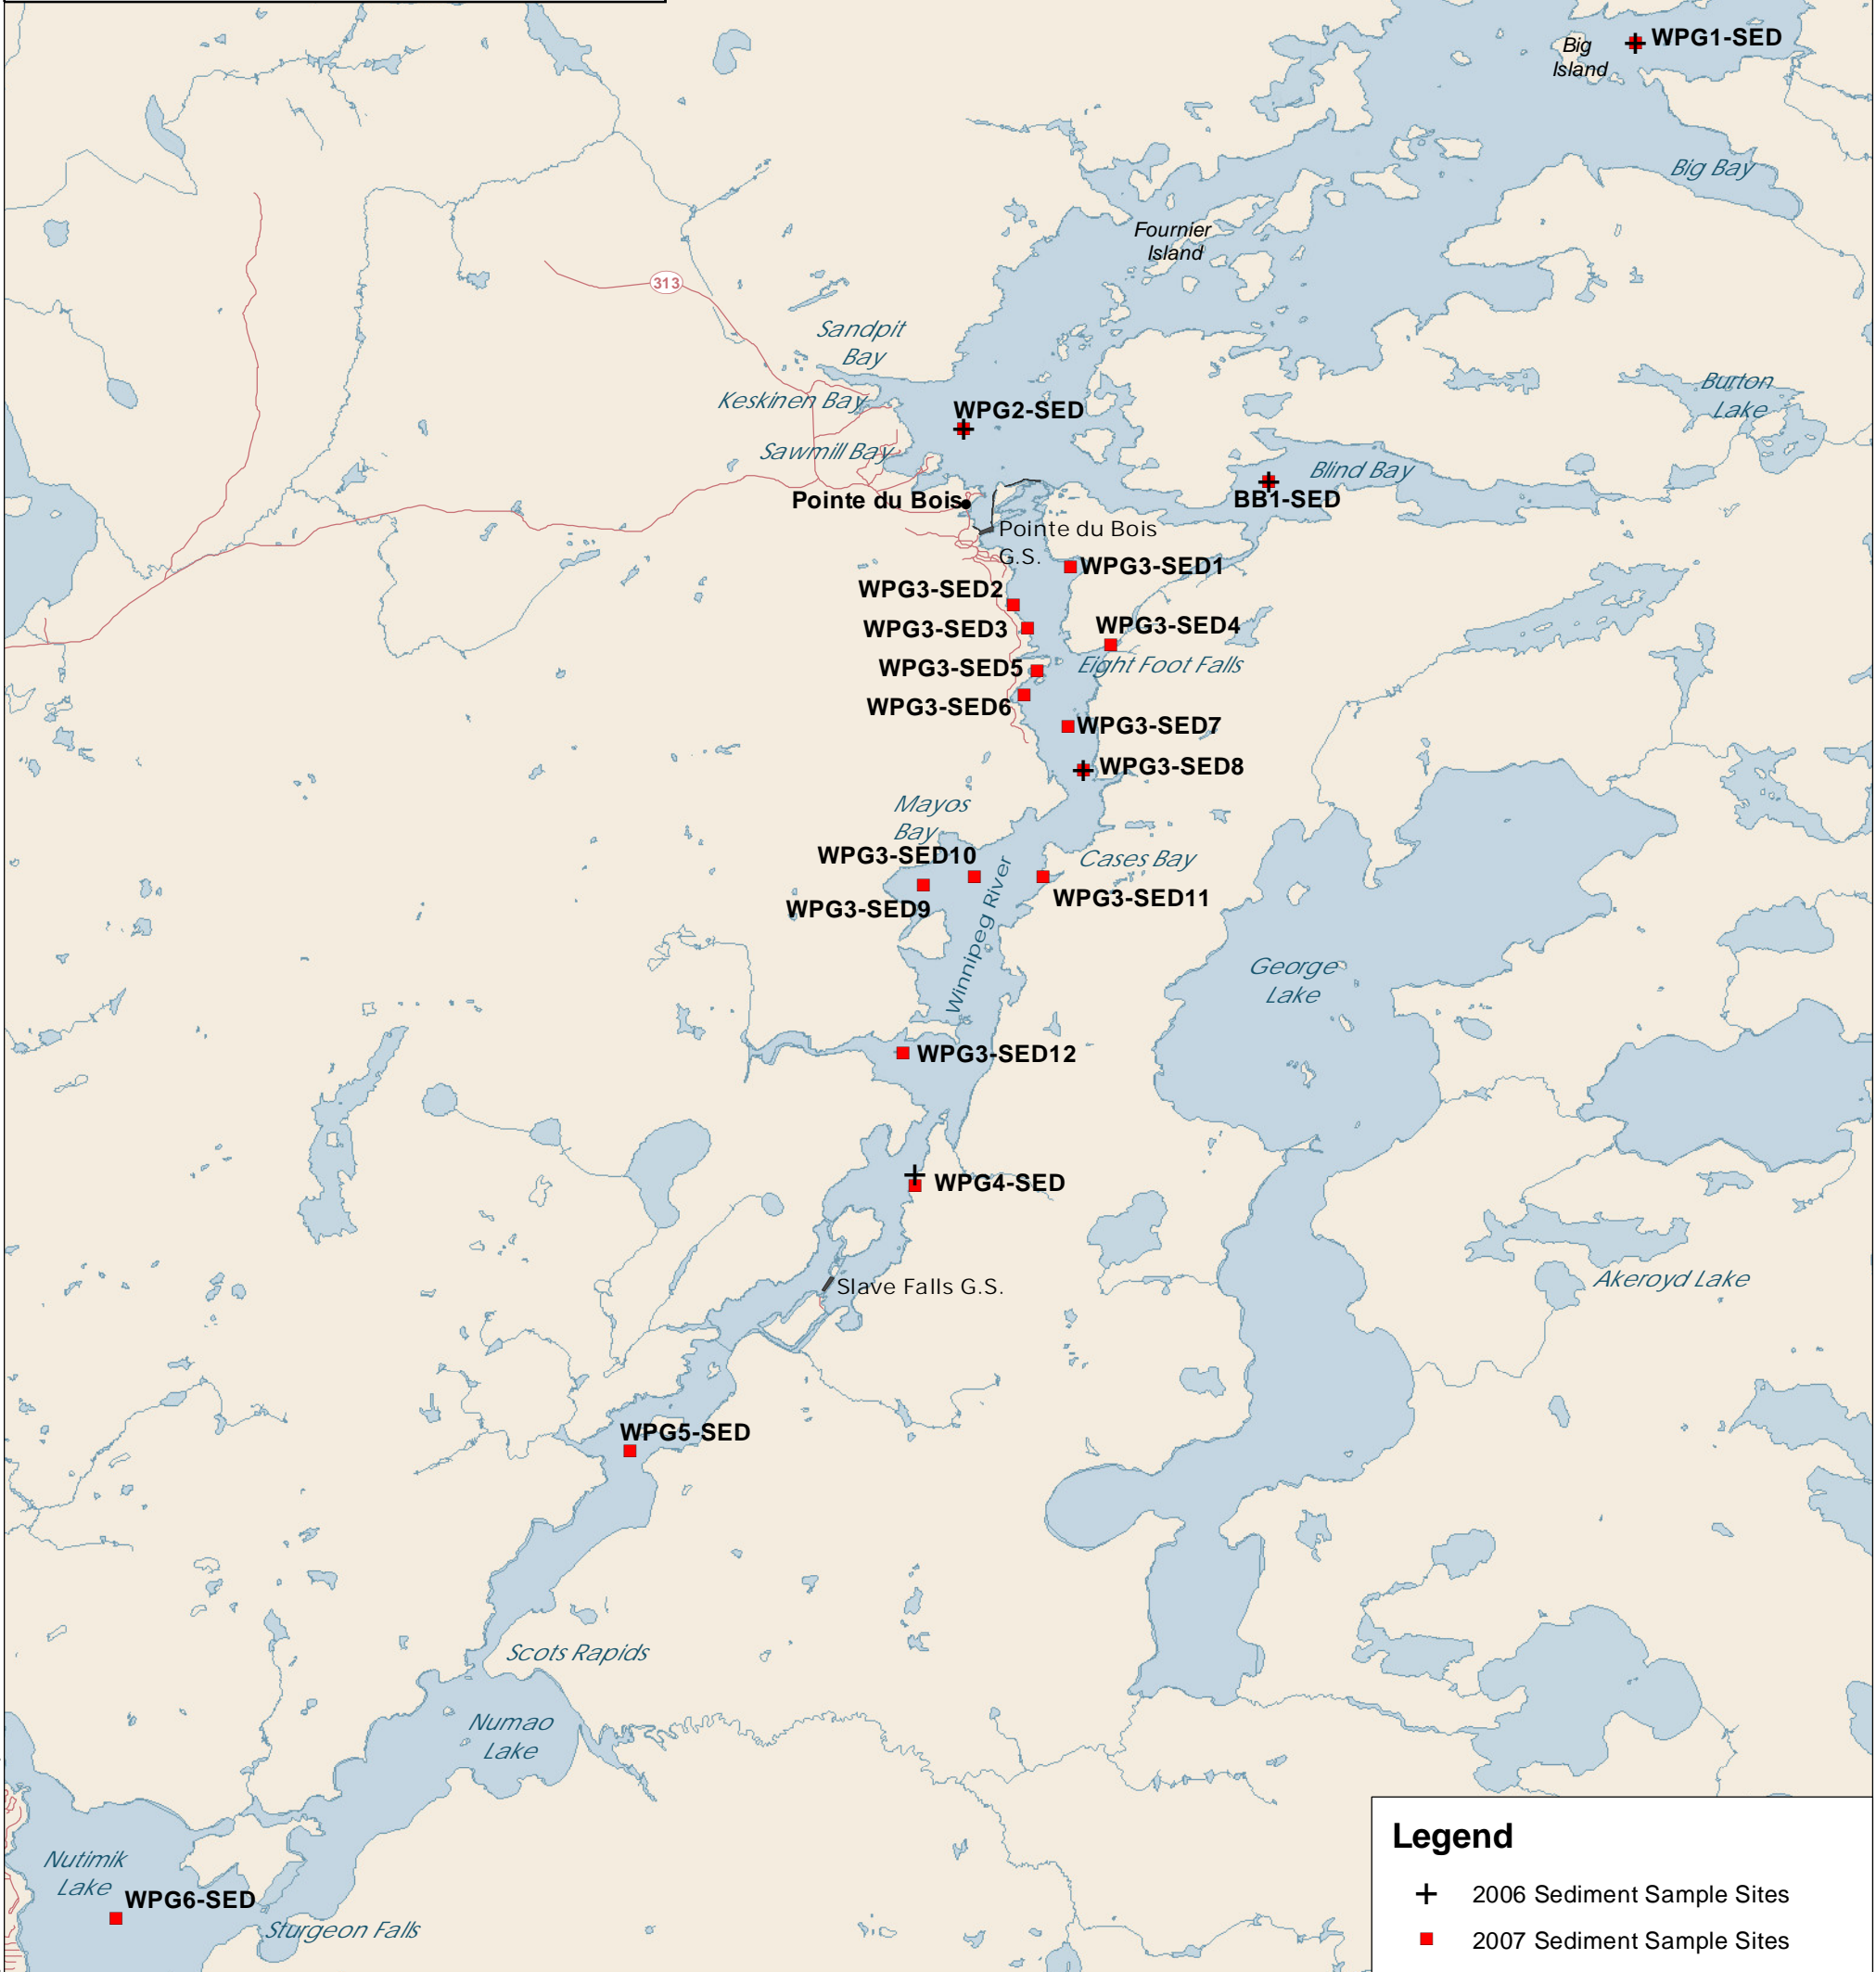 WPG1-SED
Big
Island
Big Bay
Fournier
Island
313
Sandpit
Bay
Keskinen Bay
Burton
Lake
WPG2-SED
Sawmill Bay
Blind Bay
BB1-SED
Pointe du Bois
Pointe du Bois
G.S.
WPG3-SED1
WPG3-SED2
WPG3-SED3
WPG3-SED4
Eight Foot Falls
WPG3-SED5
WPG3-SED6
WPG3-SED7
WPG3-SED8
Mayos
Bay
WPG3-SED10
Cases Bay
WPG3-SED11
WPG3-SED9
Winnipeg River
George
Lake
WPG3-SED12
WPG4-SED
Slave Falls G.S.
Akeroyd Lake
WPG5-SED
Scots Rapids
Numao
Lake
Nutimik
Lake
WPG6-SED
Sturgeon Falls
Legend
2006 Sediment Sample Sites
2007 Sediment Sample Sites